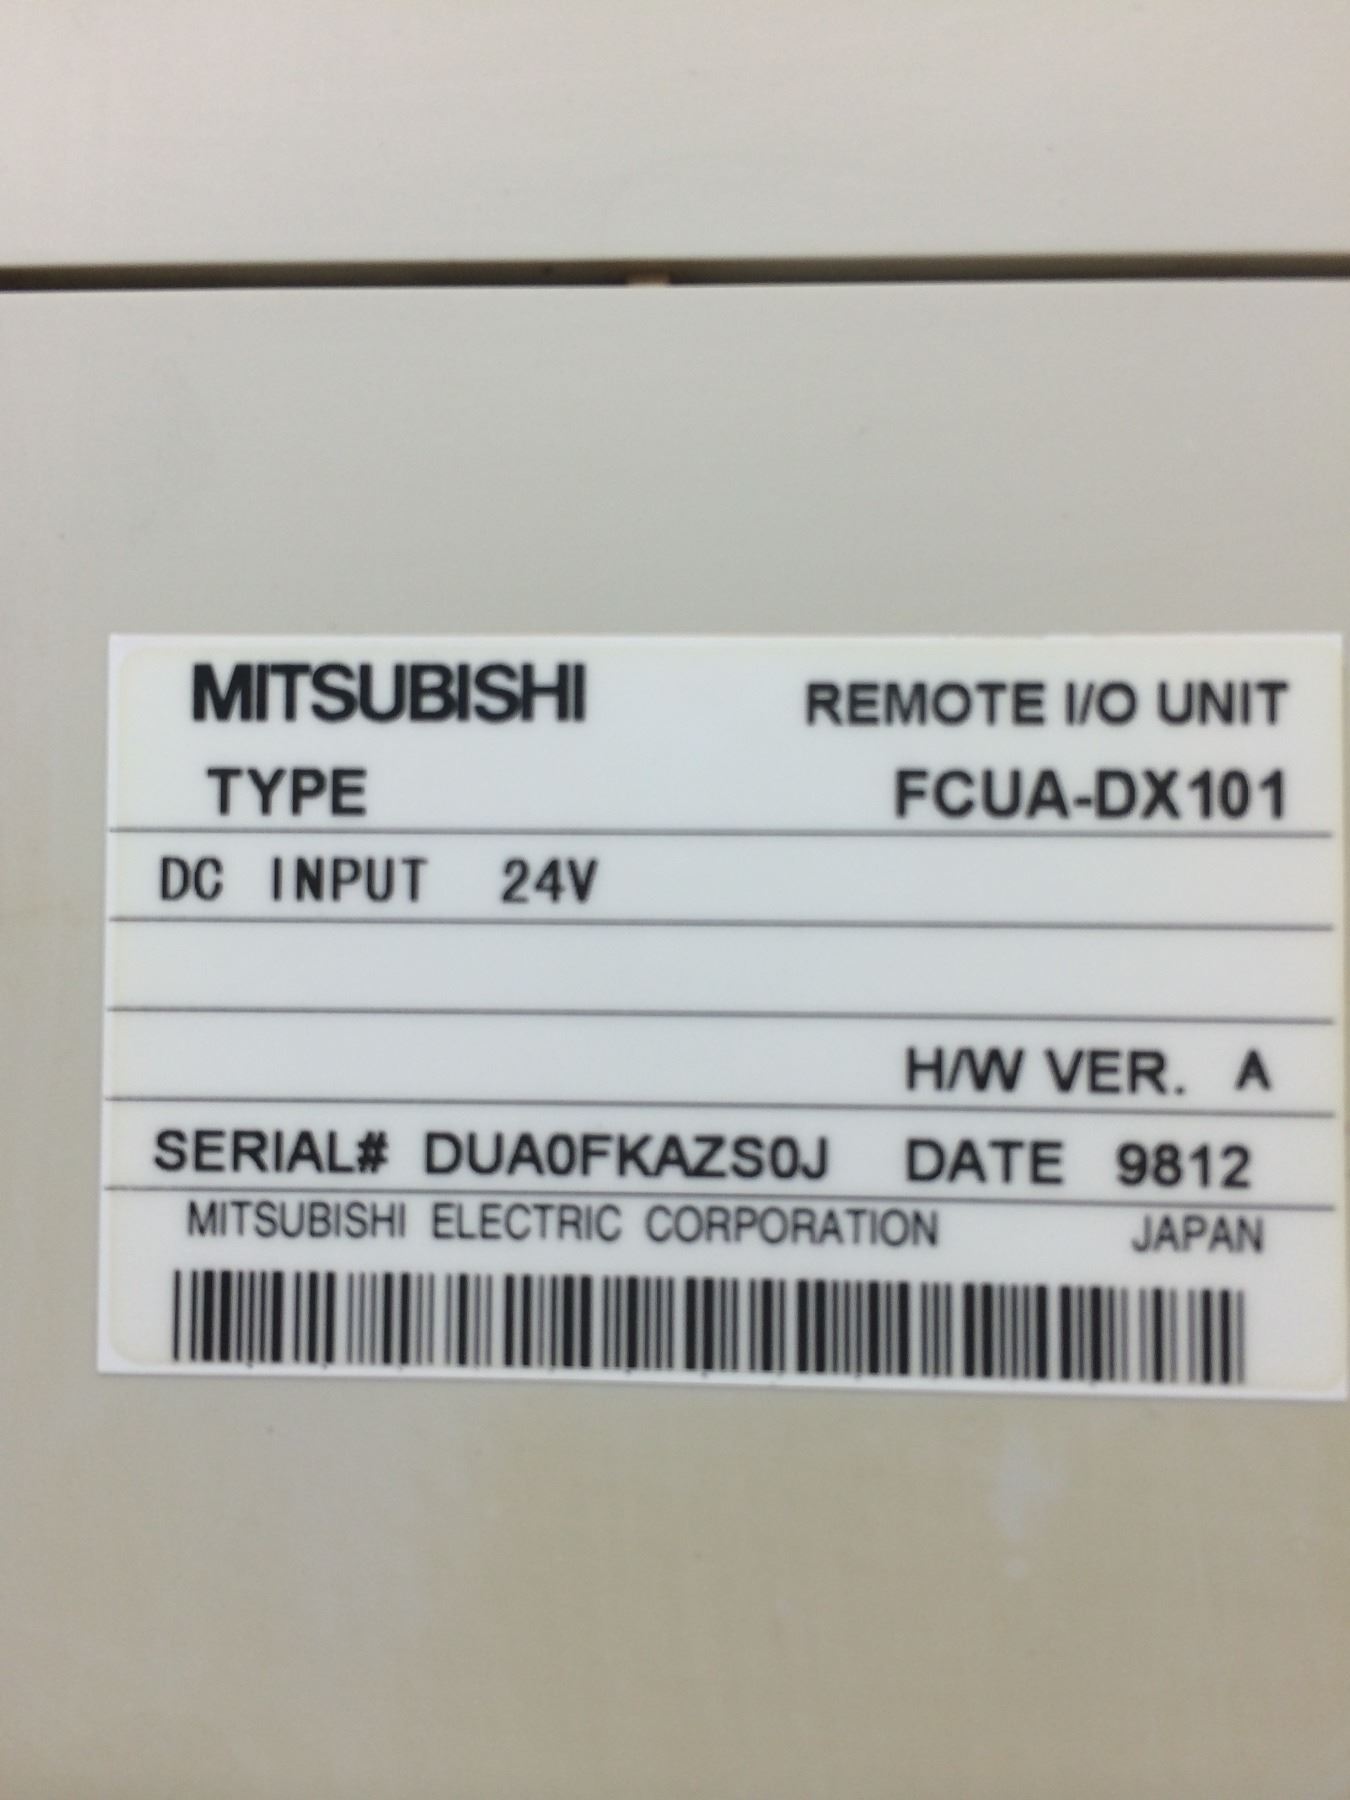 MITSUBISHI REMOTE I/O UNIT
TYPE FCUA-DX101
DC INPUT 24V
H/W VER. A
SERIAL# DUA0FKAZS0J DATE 9812
MITSUBISHI ELECTRIC CORPORATION JAPAN